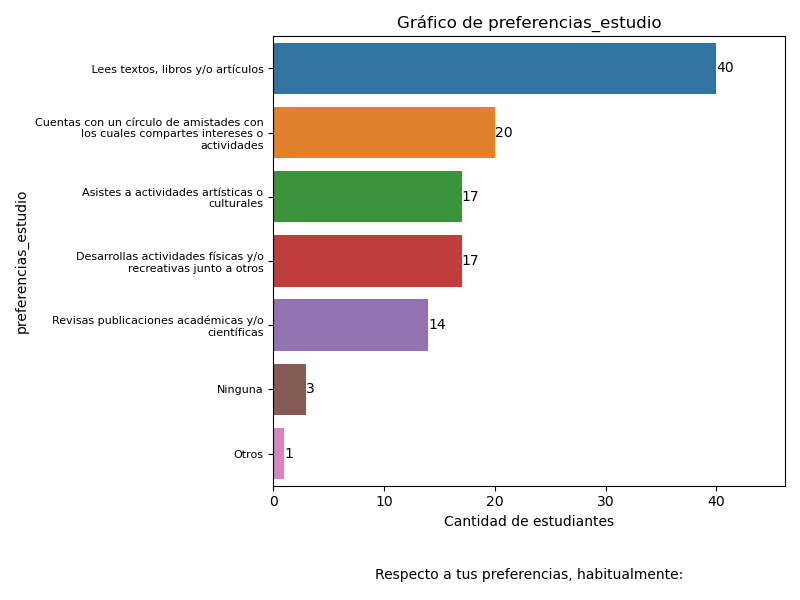 Gráfico de preferencias_estudio
preferencias_estudio
Lees textos, libros y/o artículos
40
Cuentas con un círculo de amistades con
los cuales compartes intereses o
actividades
20
Asistes a actividades artísticas o
culturales
17
Desarrollas actividades físicas y/o
recreativas junto a otros
17
Revisas publicaciones académicas y/o
científicas
14
Ninguna
3
Otros
1
0 10 20 30 40
Cantidad de estudiantes
Respecto a tus preferencias, habitualmente: